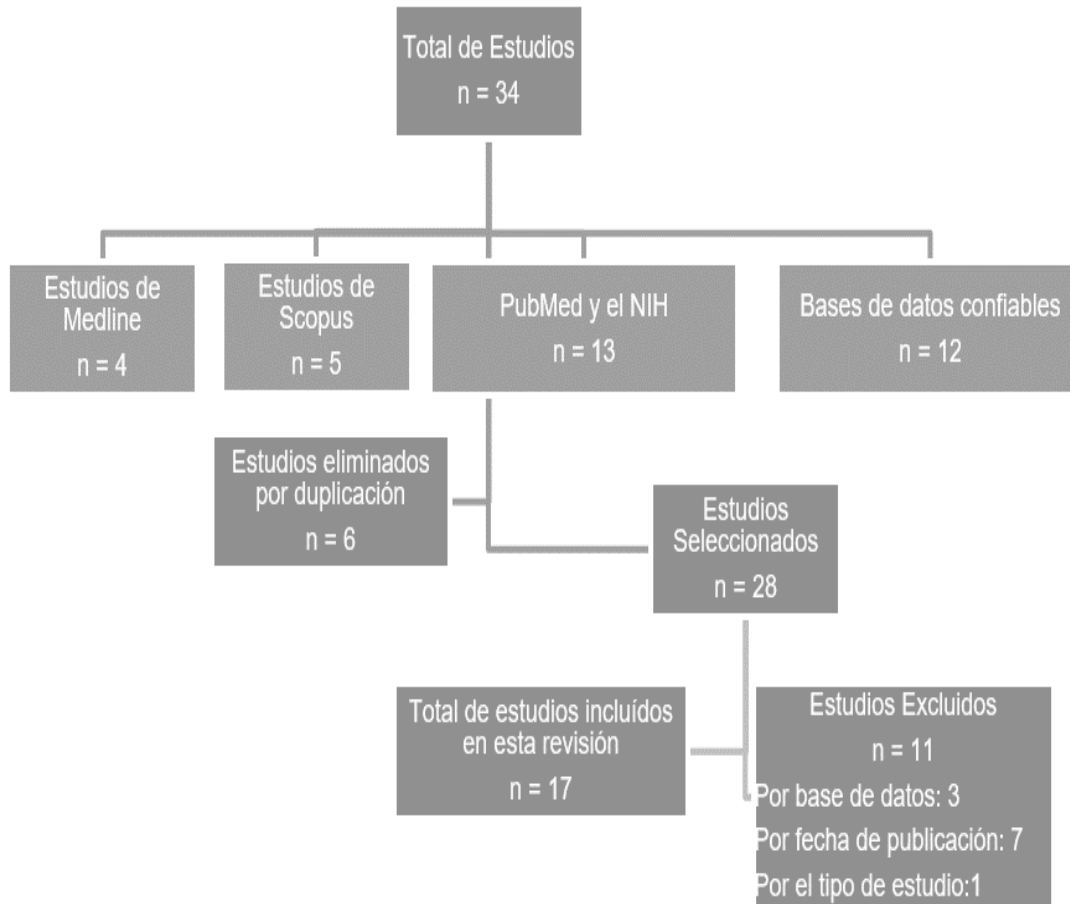 Total de Estudios
n = 34
Estudios de
Medline
n = 4
Estudios de
Scopus
n = 5
PubMed y el NIH
n = 13
Bases de datos confiables
n = 12
Estudios eliminados
por duplicación
n = 6
Estudios
Seleccionados
n = 28
Total de estudios incluídos
en esta revisión
n = 17
Estudios Excluidos
n = 11
Por base de datos: 3
Por fecha de publicación: 7
Por el tipo de estudio:1